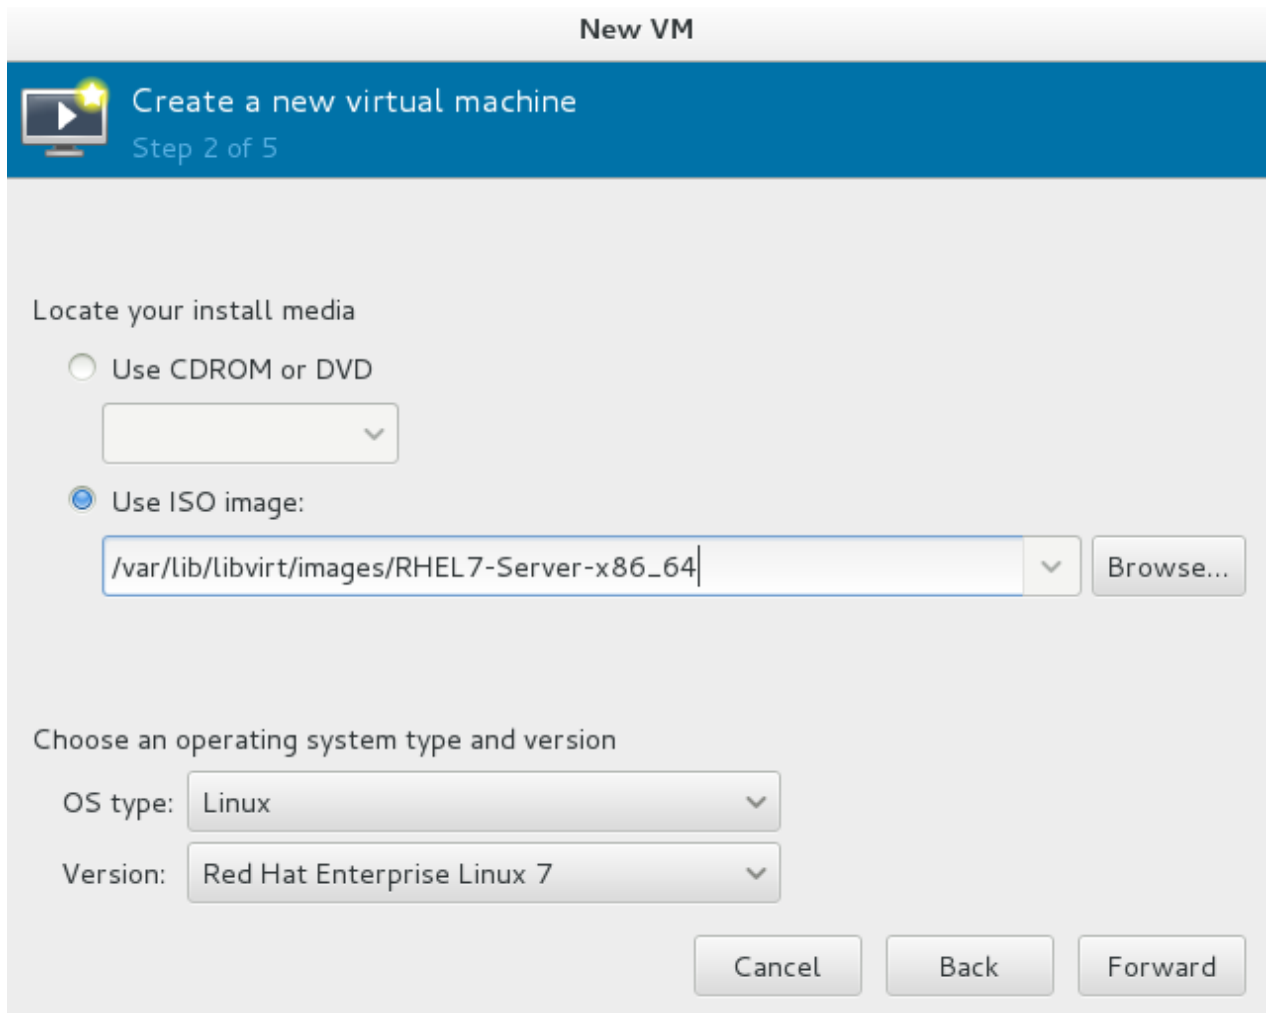 New VM
Create a new virtual machine
Step 2 of 5
Locate your install media
Use CDROM or DVD
Use ISO image:
/var/lib/libvirt/images/RHEL7-Server-x86_64
Browse...
Choose an operating system type and version
OS type: Linux
Version: Red Hat Enterprise Linux 7
Cancel Back Forward